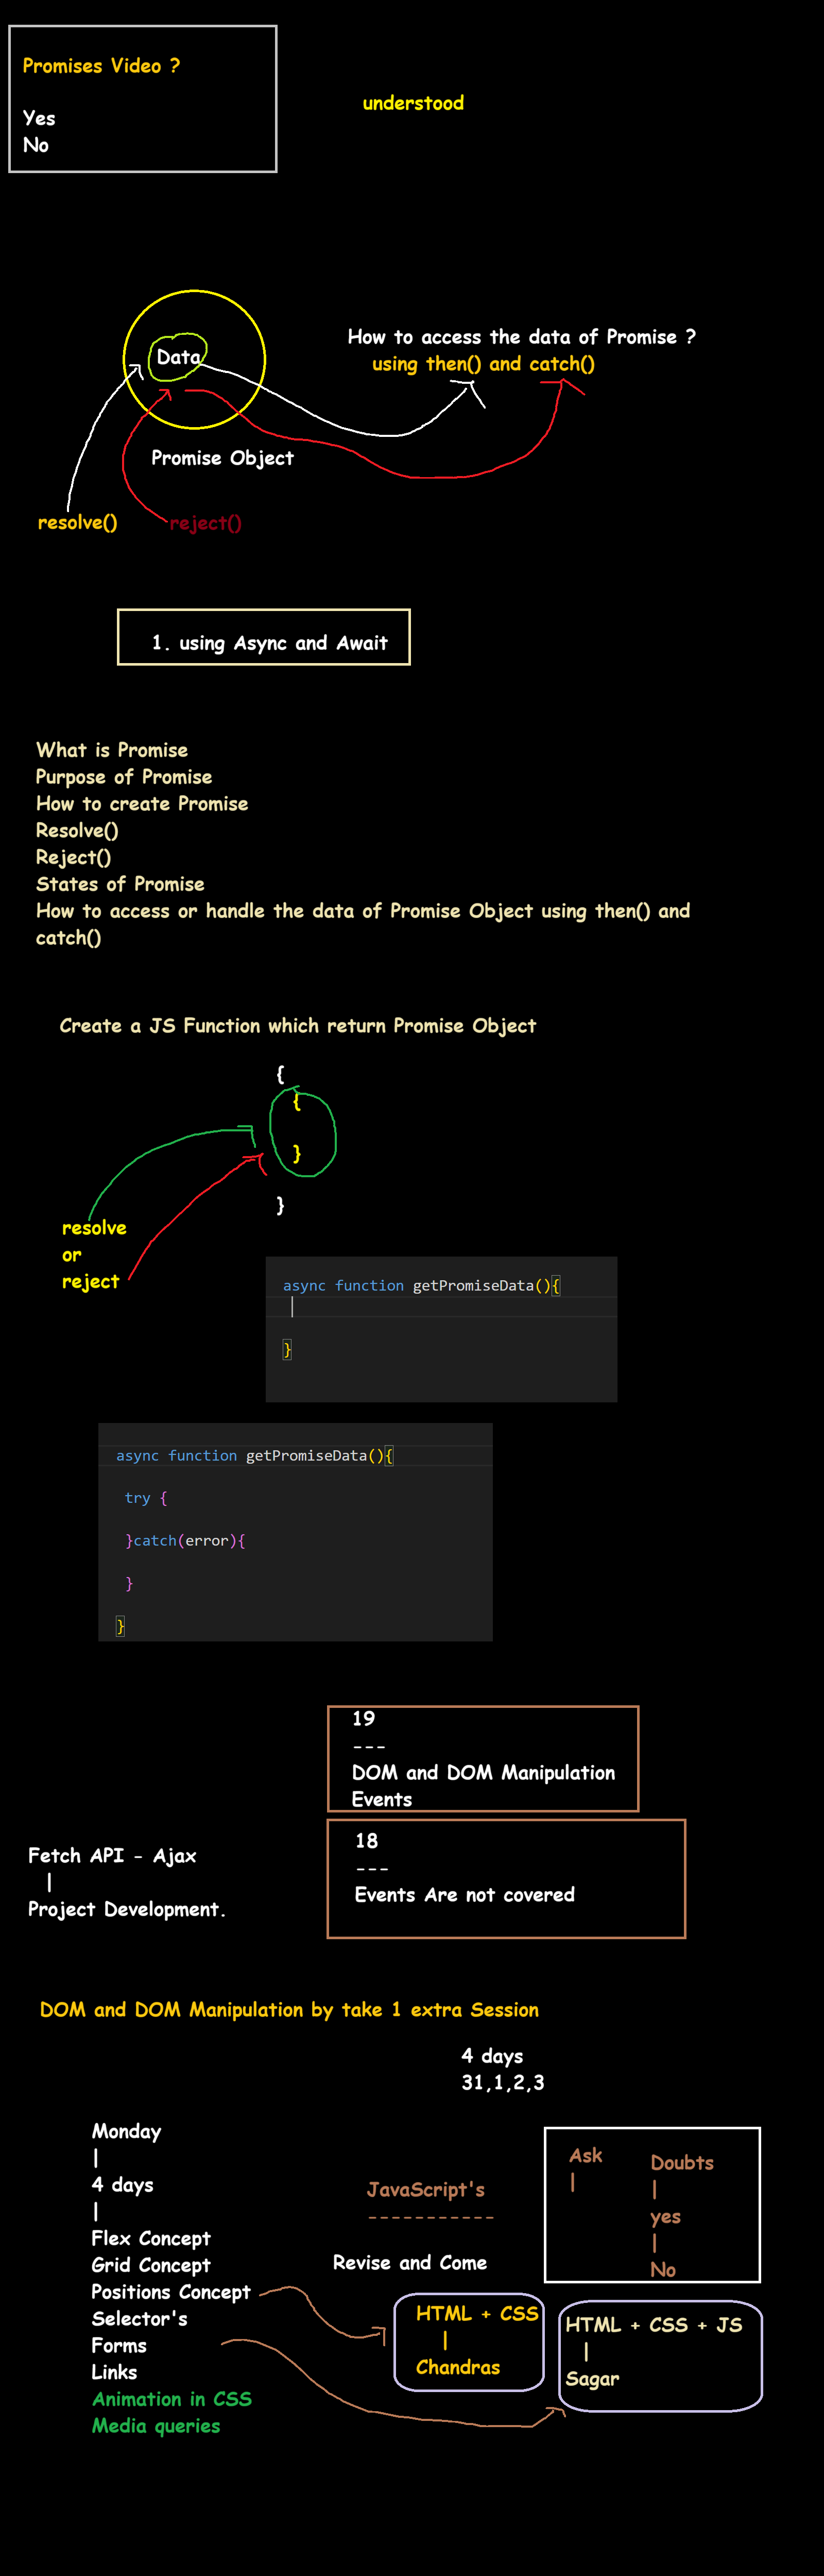 Promises Video ?
Yes
No
understood
Data
How to access the data of Promise ?
using then() and catch()
Promise Object
resolve()
reject()
1. using Async and Await
What is Promise
Purpose of Promise
How to create Promise
Resolve()
Reject()
States of Promise
How to access or handle the data of Promise Object using then() and
catch()
Create a JS Function which return Promise Object
{
{
}
}
resolve
or
reject
async function getPromiseData(){
}
async function getPromiseData(){
try {
}catch(error){
}
}
19
---
DOM and DOM Manipulation
Events
18
---
Events Are not covered
Fetch API - Ajax
|
Project Development.
DOM and DOM Manipulation by take 1 extra Session
4 days
31,1,2,3
Monday
|
4 days
|
Flex Concept
Grid Concept
Positions Concept
Selector's
Forms
Links
Animation in CSS
Media queries
JavaScript's
-----------
Revise and Come
Ask
|
Doubts
|
yes
|
No
HTML + CSS
|
Chandras
HTML + CSS + JS
|
Sagar